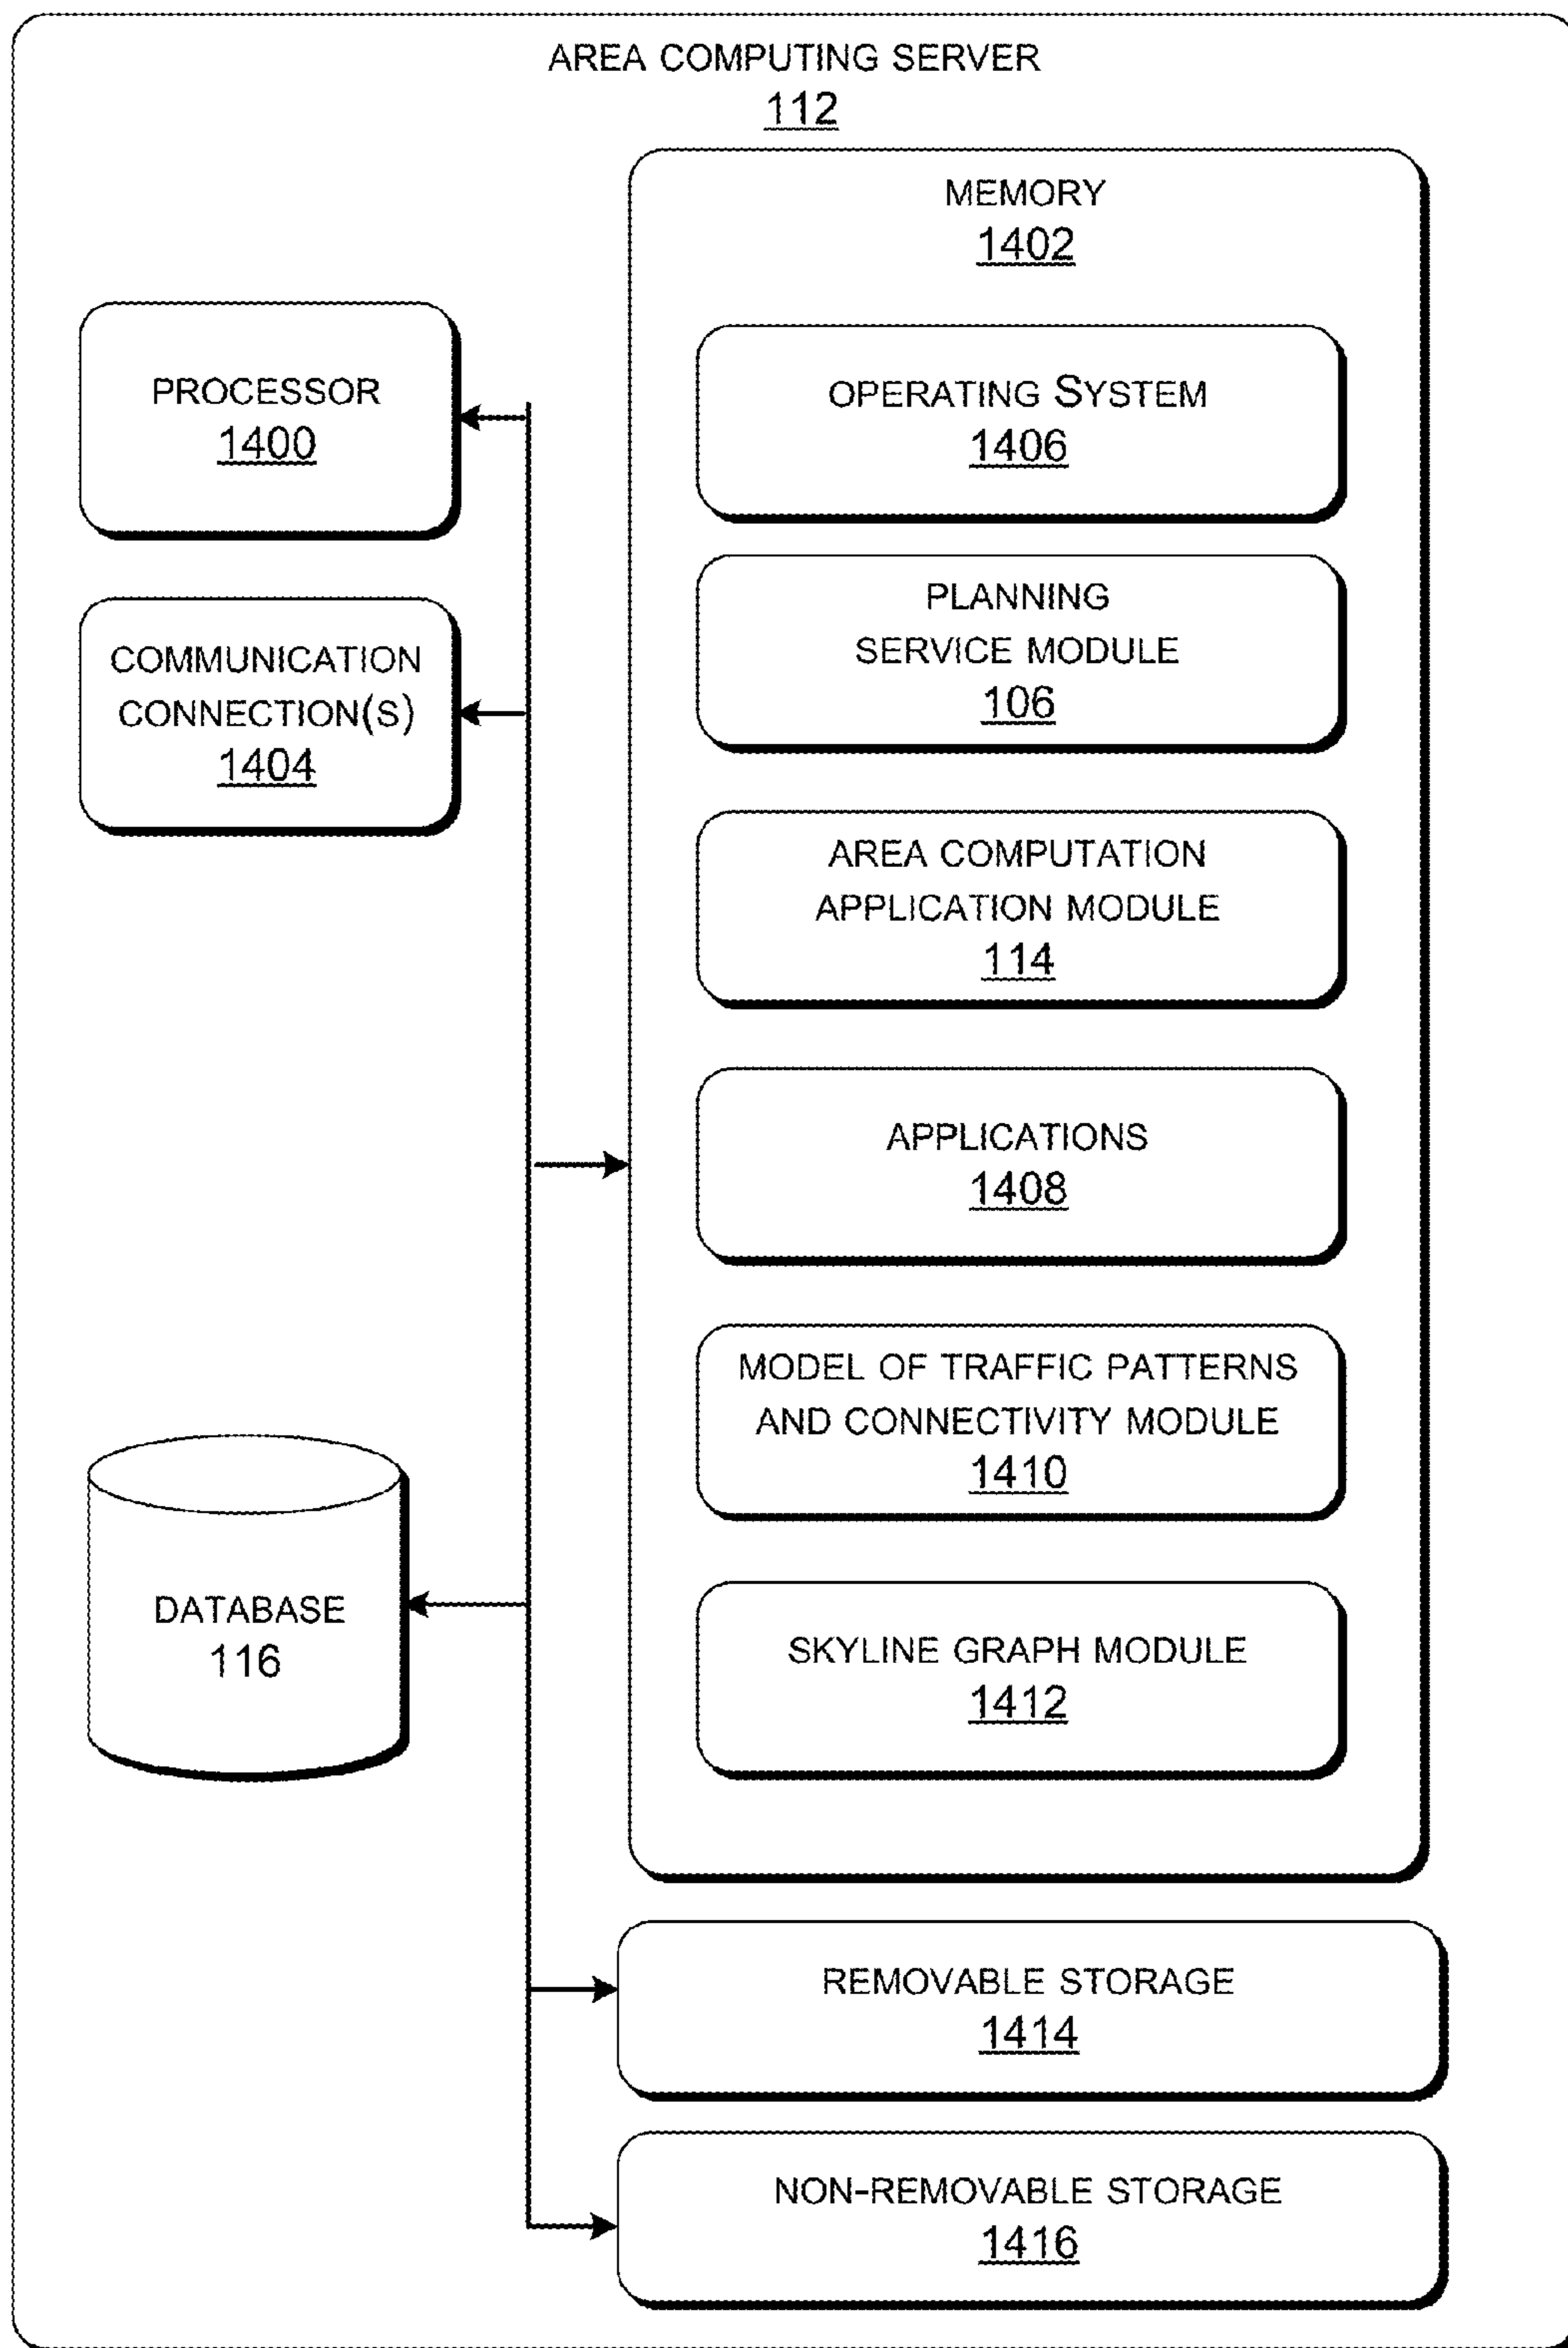 AREA COMPUTING SERVER
112
MEMORY
1402
PROCESSOR
1400
COMMUNICATION
CONNECTION(S)
1404
OPERATING SYSTEM
1406
PLANNING
SERVICE MODULE
106
AREA COMPUTATION
APPLICATION MODULE
114
APPLICATIONS
1408
MODEL OF TRAFFIC PATTERNS
AND CONNECTIVITY MODULE
1410
DATABASE
116
SKYLINE GRAPH MODULE
1412
REMOVABLE STORAGE
1414
NON-REMOVABLE STORAGE
1416